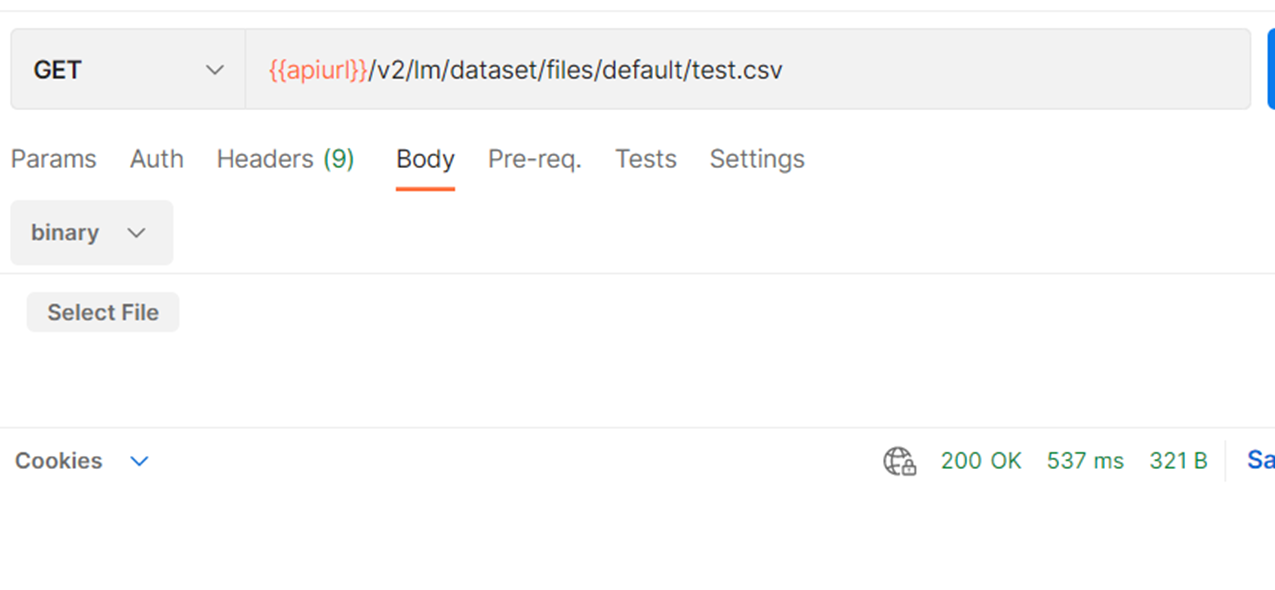 GET {{apiurl}}/v2/lm/dataset/files/default/test.csv
Params Auth Headers (9) Body Pre-req. Tests Settings
binary
Select File
Cookies 200 OK 537 ms 321 B Sa